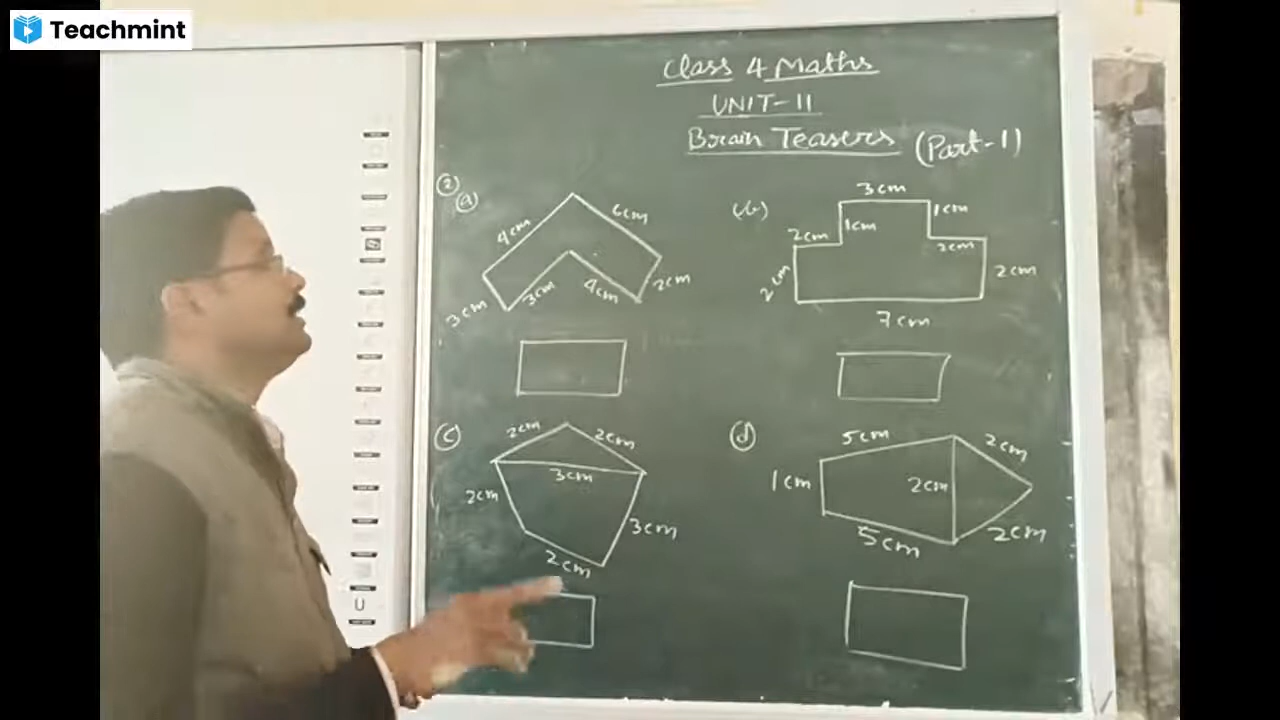 Teachmint
Class 4 Maths
UNIT-11
Brain Teasers (Part-1)
② ⓐ
4cm
6cm
3cm
3cm
4cm
2cm
(b)
3cm
1cm
1cm
2cm
2cm
2cm
2cm
7cm
ⓒ
2cm
2cm
3cm
2cm
3cm
2cm
ⓓ
5cm
2cm
1cm
2cm
5cm
2cm